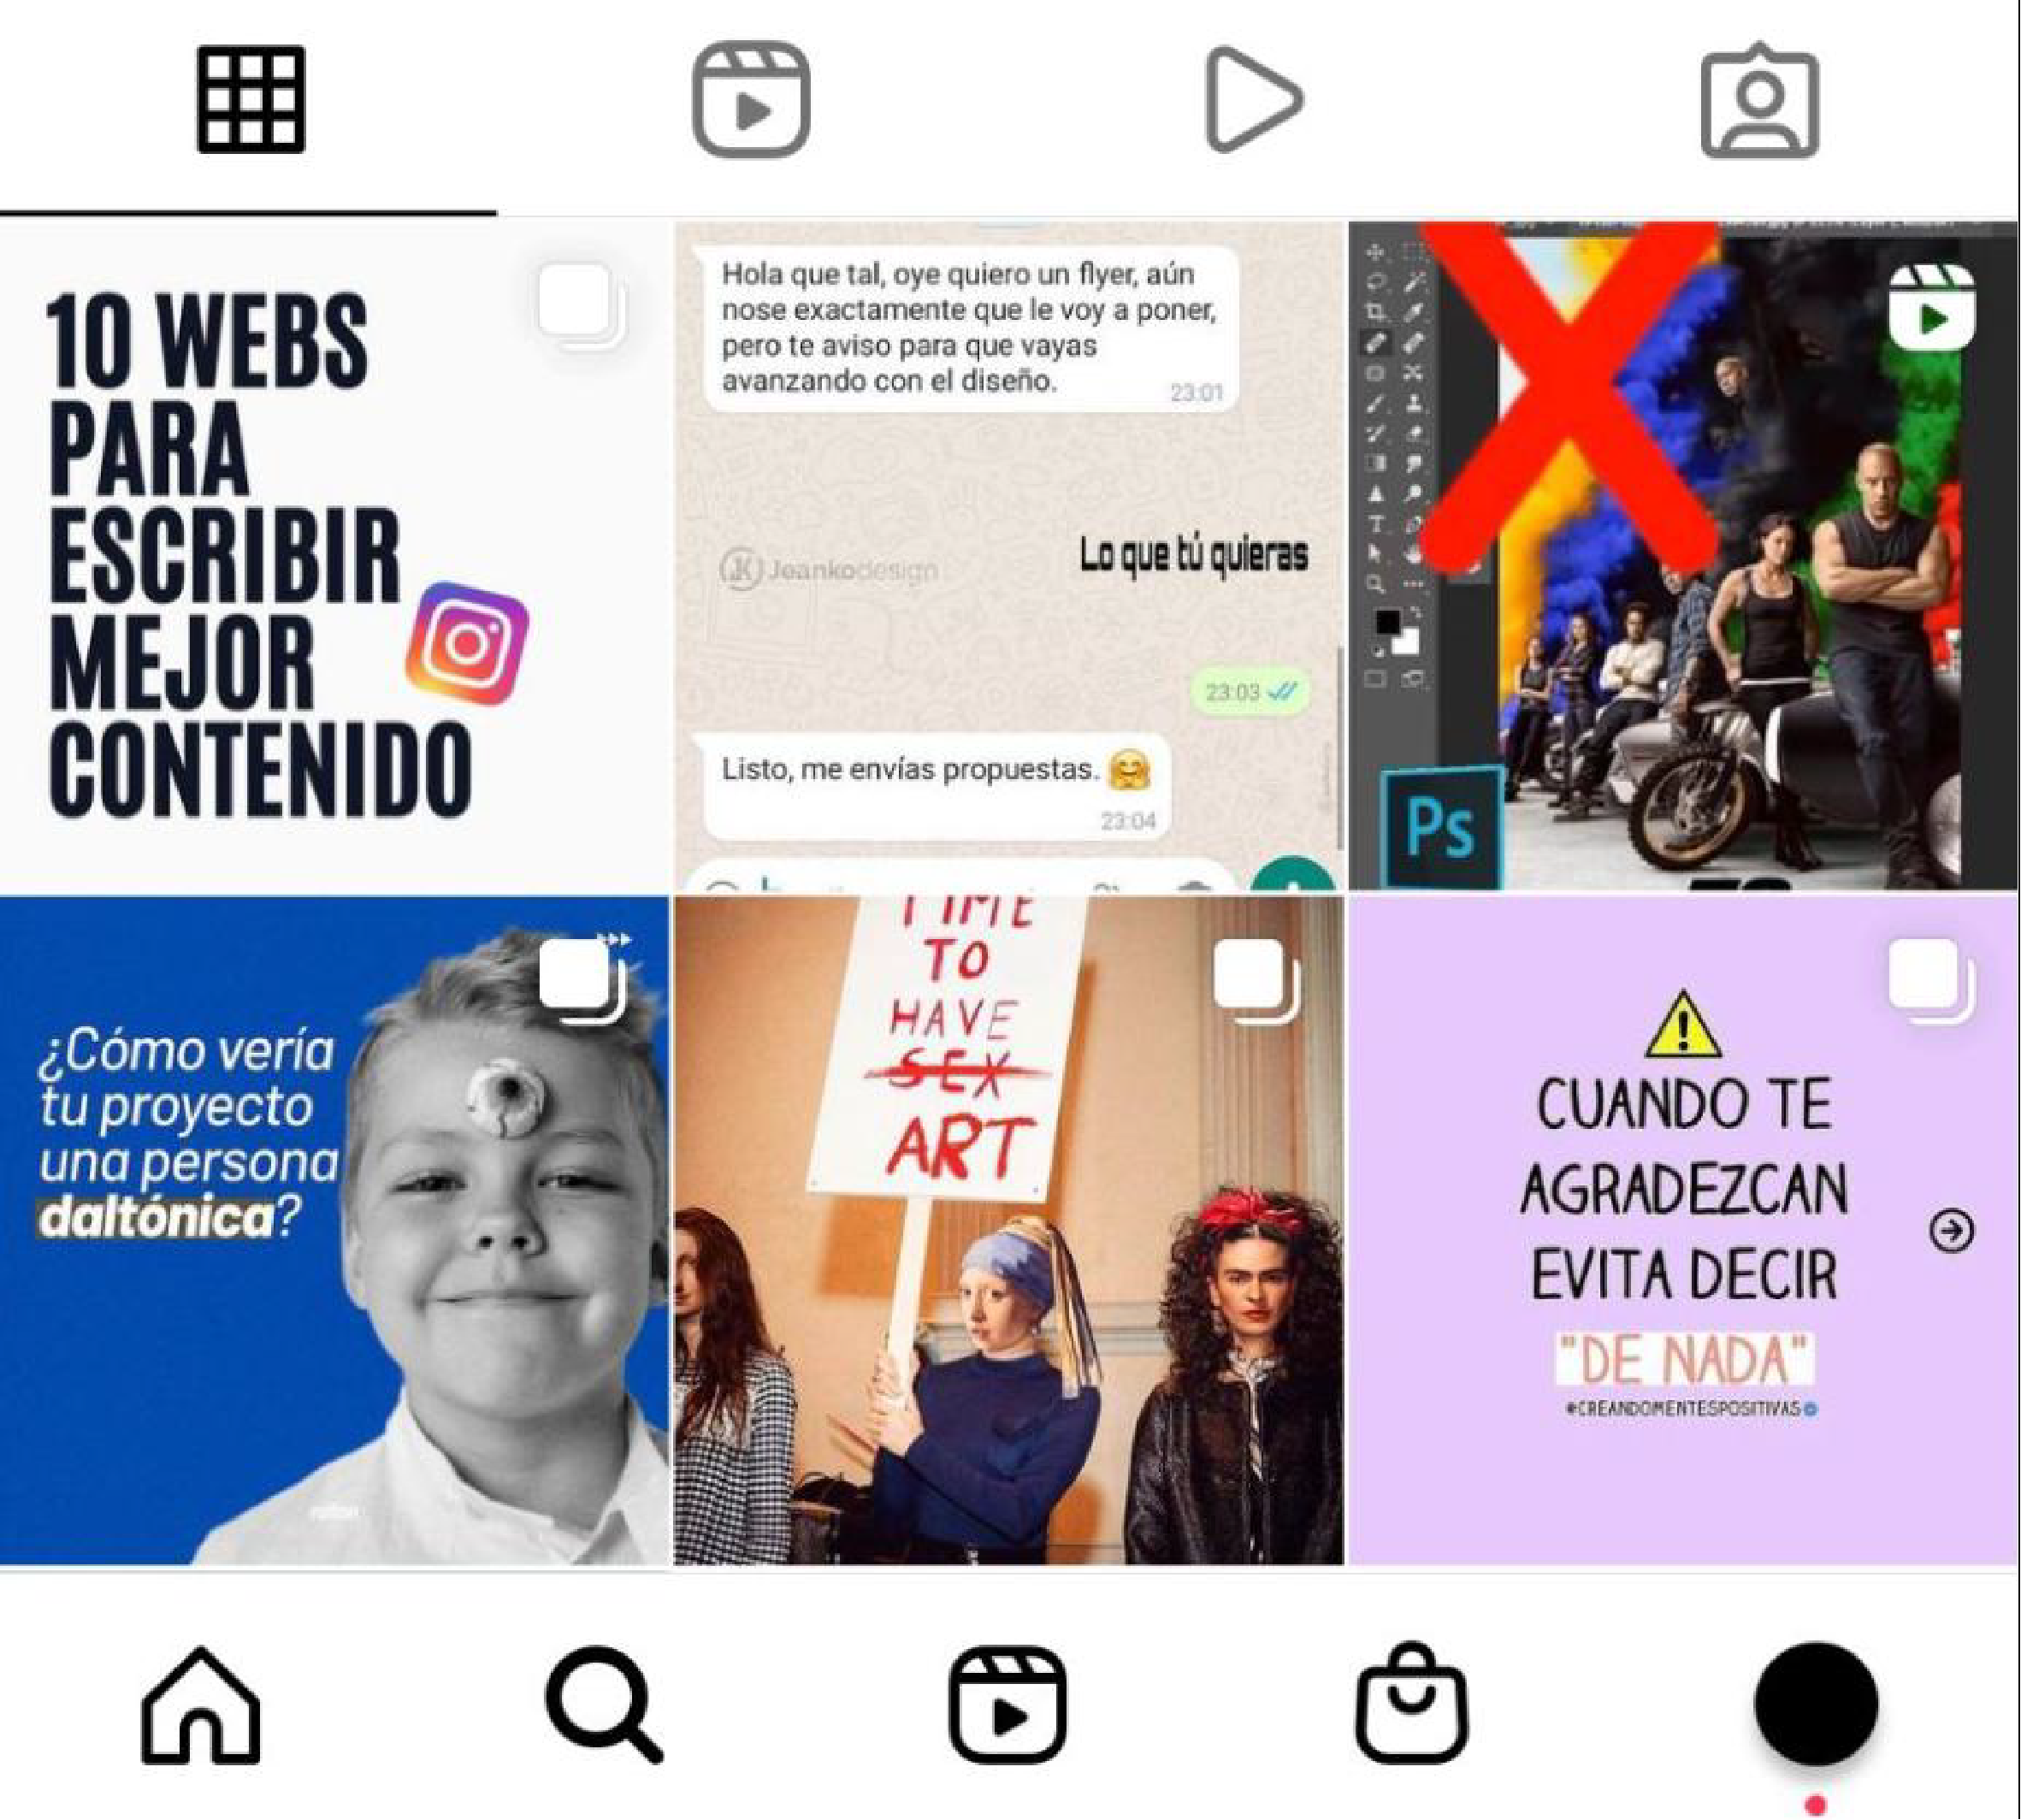 10 WEBS
PARA
ESCRIBIR
MEJOR
CONTENIDO
Hola que tal, oye quiero un flyer, aún
nose exactamente que le voy a poner,
pero te aviso para que vayas
avanzando con el diseño.
23:01
Lo que tú quieras
JK Jeankodesign
23:03
Listo, me envías propuestas. 🤗
23:04
Ps
¿Cómo vería
tu proyecto
una persona
daltónica?
TIME
TO
HAVE
SEX
ART
CUANDO TE
AGRADEZCAN
EVITA DECIR
"DE NADA"
@CREANDOMENTESPOSITIVAS